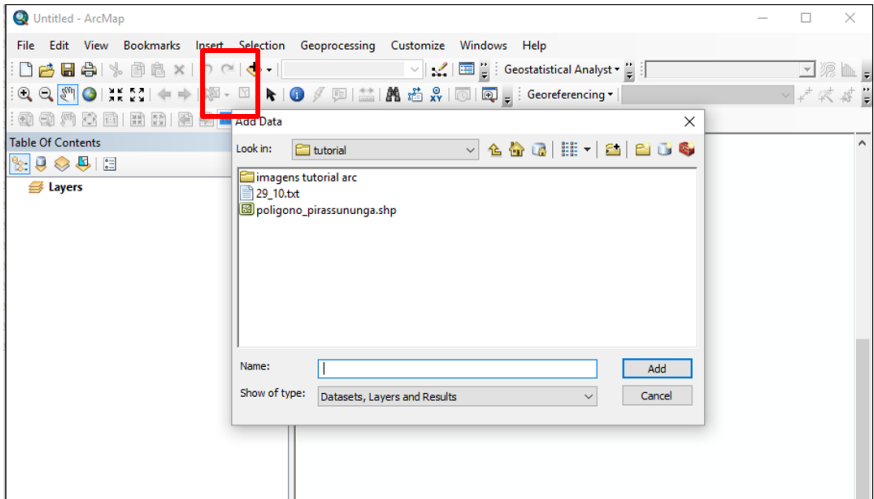 Untitled - ArcMap
File Edit View Bookmarks Insert Selection Geoprocessing Customize Windows Help
Geostatistical Analyst
Georeferencing
Table Of Contents
Layers
Add Data
Look in: tutorial
imagens tutorial arc
29_10.txt
poligono_pirassununga.shp
Name:
Add
Show of type: Datasets, Layers and Results
Cancel